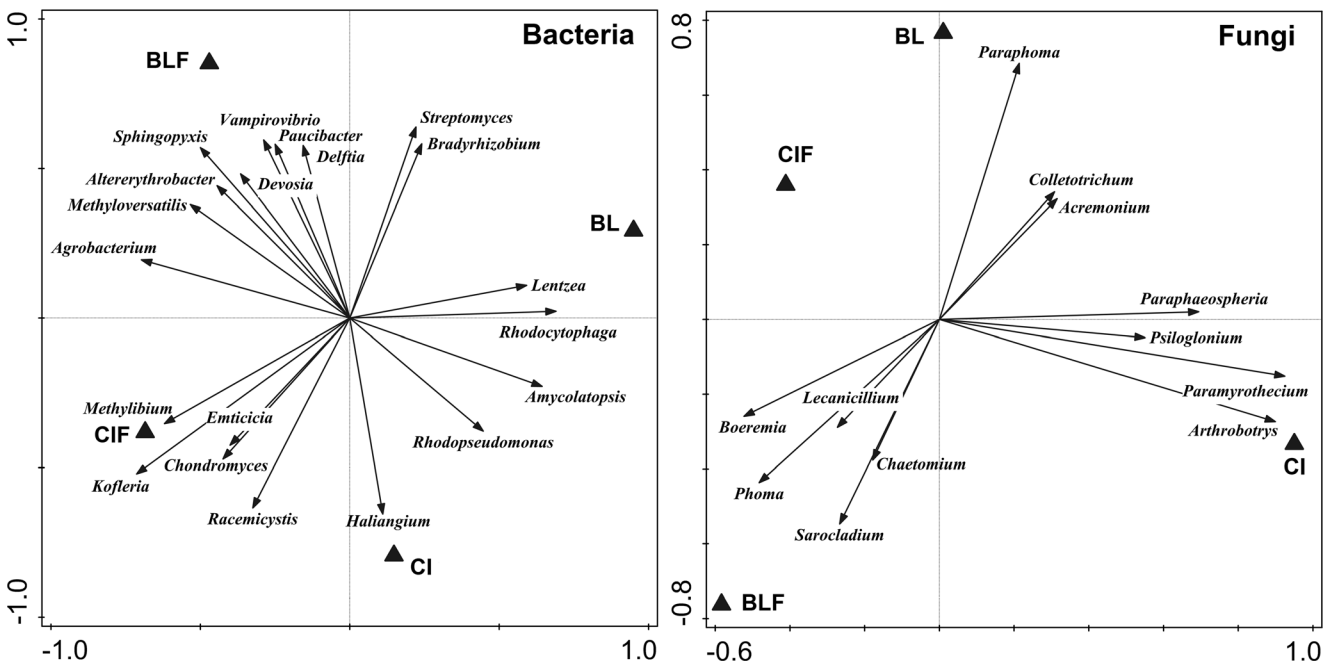 1.0
Bacteria
BLF
Vampirovibrio
Streptomyces
Sphingopyxis
Paucibacter
Bradyrhizobium
Delftia
Altererythrobacter
Devosia
Methyloversatilis
BL
Agrobacterium
Lentzea
Rhodocytophaga
Amycolatopsis
Methylibium
Emticicia
CIF
Rhodopseudomonas
Chondromyces
Kofleria
Racemicystis
Haliangium
CI
-1.0
-1.0
1.0
0.8
BL
Fungi
Paraphoma
CIF
Colletotrichum
Acremonium
Paraphaeospheria
Psiloglonium
Paramyrothecium
Lecanicillium
Boeremia
Arthrobotrys
CI
Chaetomium
Phoma
Sarocladium
BLF
-0.8
-0.6
1.0